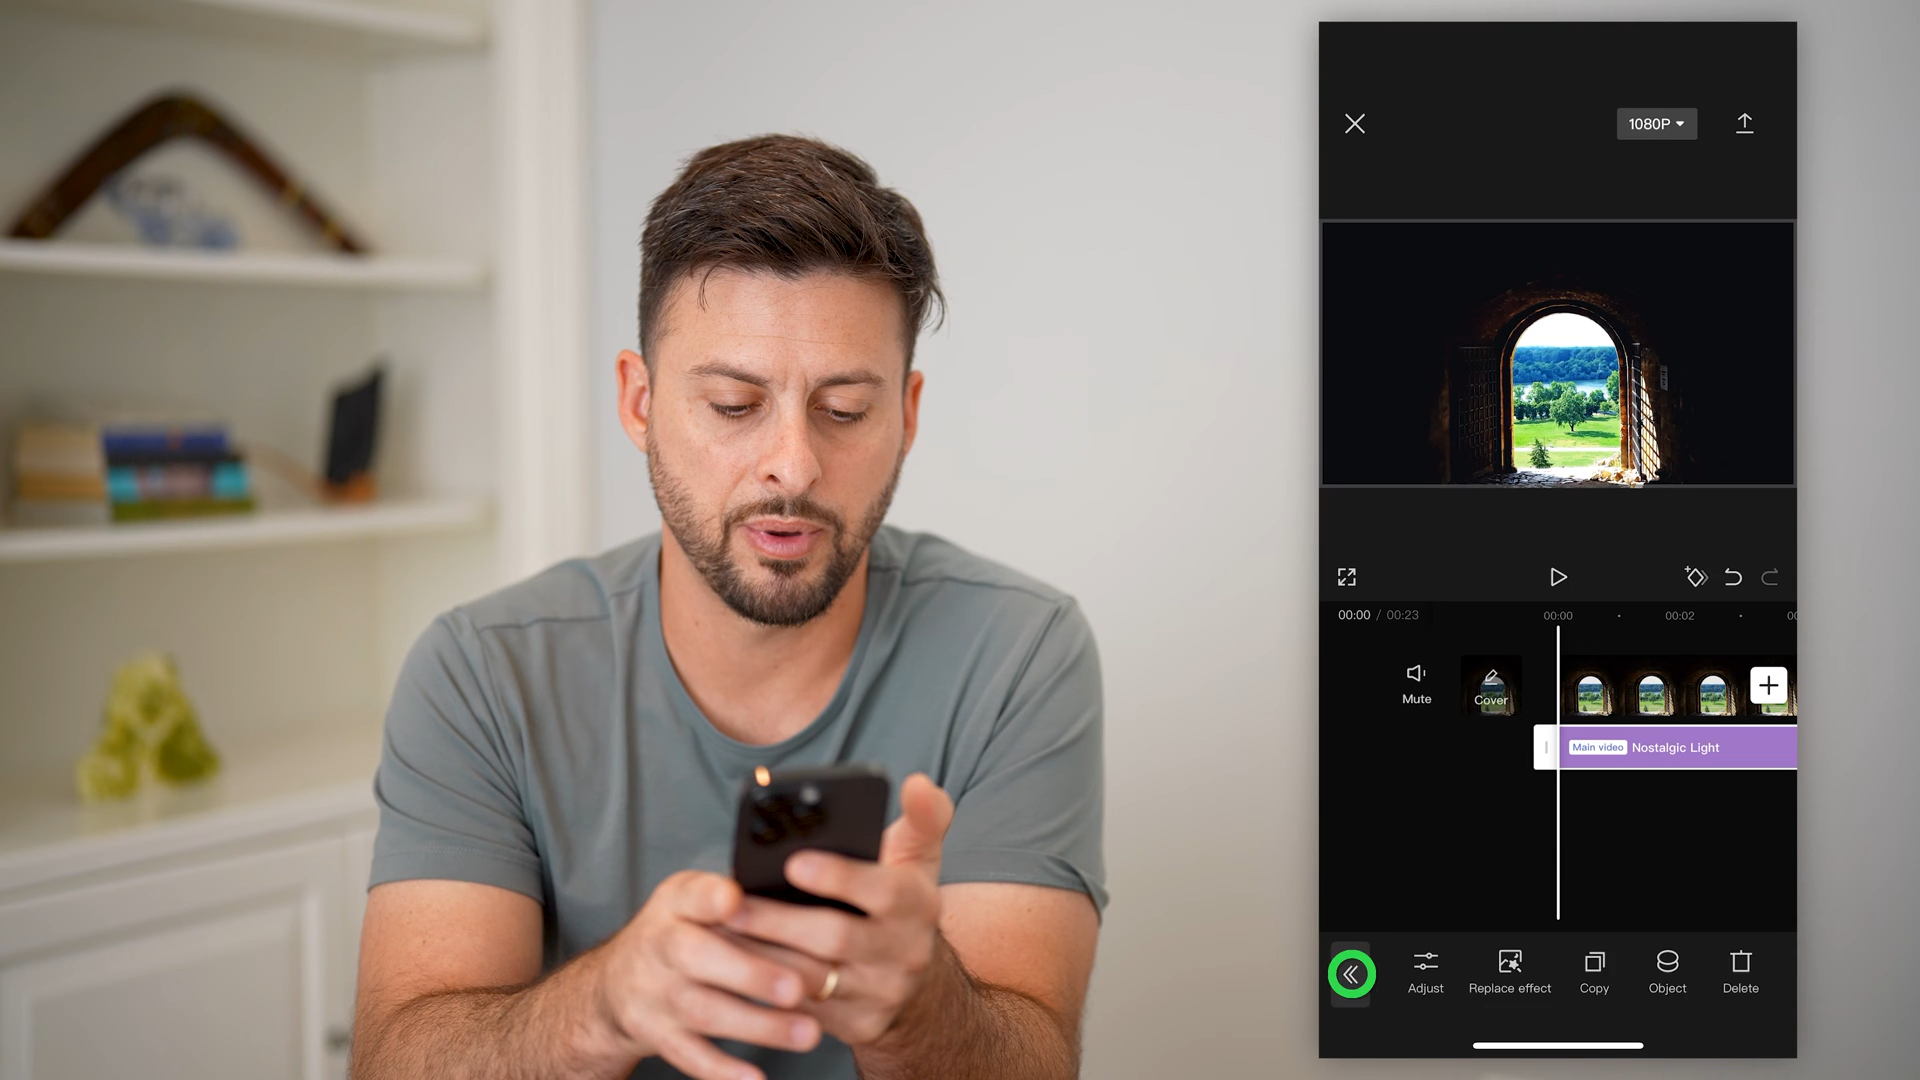 1080P
00:00 / 00:23
00:00
00:02
Mute
Cover
Main video Nostalgic Light
Adjust
Replace effect
Copy
Object
Delete